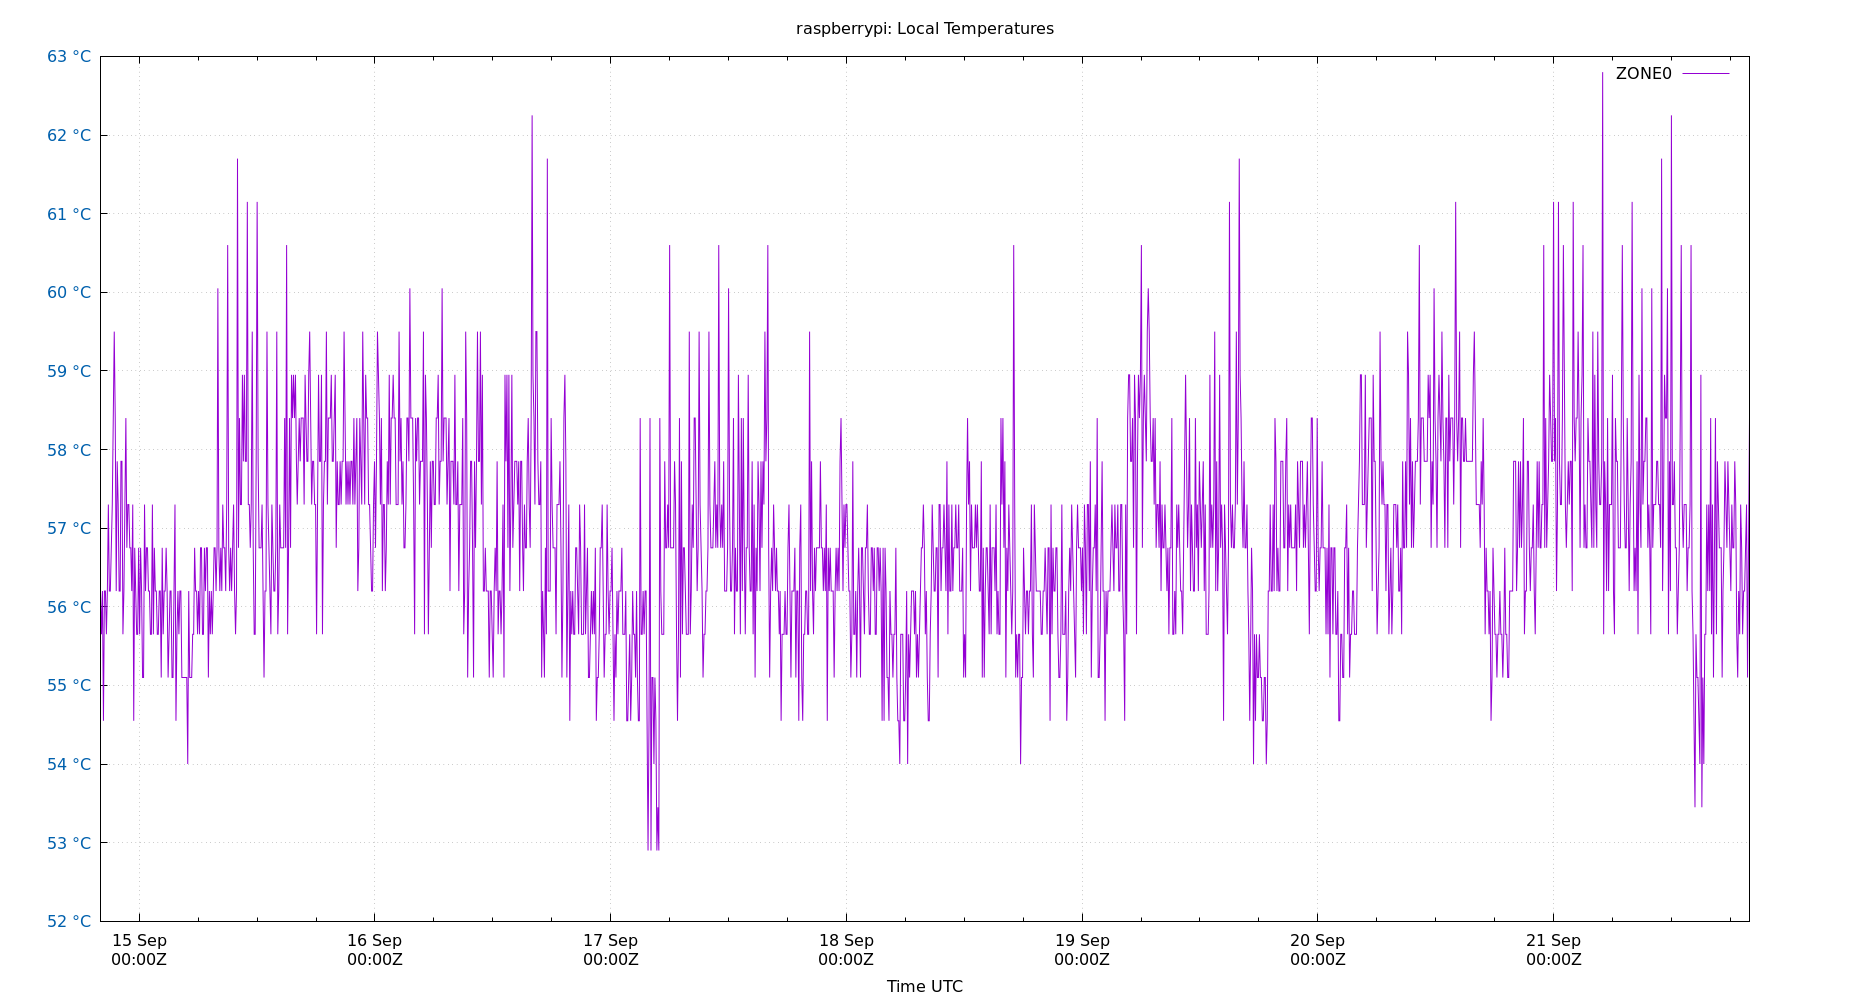 raspberrypi: Local Temperatures
63 °C
ZONE0
62 °C
61 °C
60 °C
59 °C
58 °C
57 °C
56 °C
55 °C
54 °C
53 °C
52 °C
15 Sep 16 Sep 17 Sep 18 Sep 19 Sep 20 Sep 21 Sep
00:00Z 00:00Z 00:00Z 00:00Z 00:00Z 00:00Z 00:00Z
Time UTC